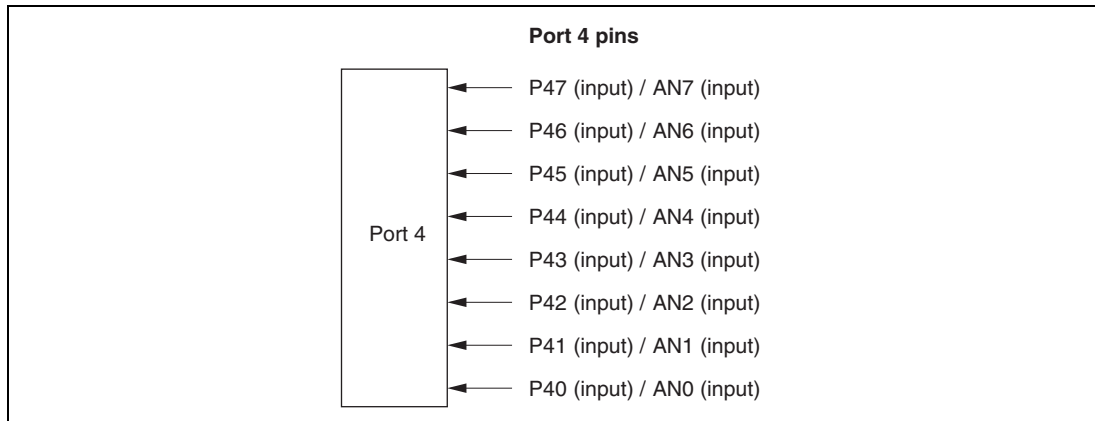 Port 4 pins
P47 (input) / AN7 (input)
P46 (input) / AN6 (input)
P45 (input) / AN5 (input)
P44 (input) / AN4 (input)
Port 4
P43 (input) / AN3 (input)
P42 (input) / AN2 (input)
P41 (input) / AN1 (input)
P40 (input) / AN0 (input)